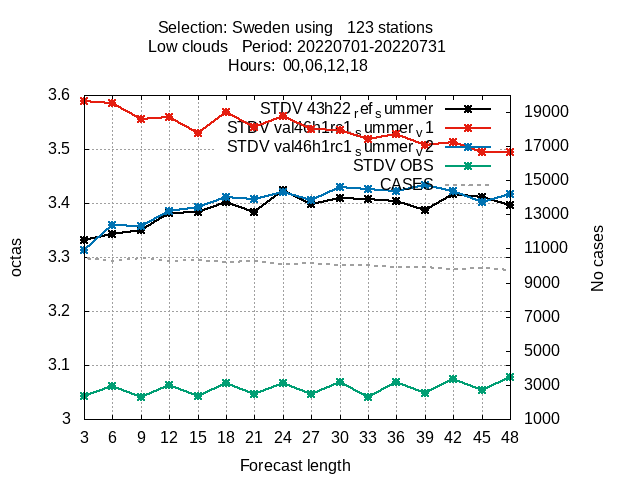 Selection: Sweden using   123 stations
Low clouds   Period: 20220701-20220731
Hours:  00,06,12,18
3.6
3.5
3.4
3.3
3.2
3.1
3
octas
STDV 43h22_ref_summer
STDV val46h1rc1_summer_v1
STDV val46h1rc1_summer_v2
STDV OBS
CASES
19000
17000
15000
13000
11000
9000
7000
5000
3000
1000
No cases
3 6 9 12 15 18 21 24 27 30 33 36 39 42 45 48
Forecast length